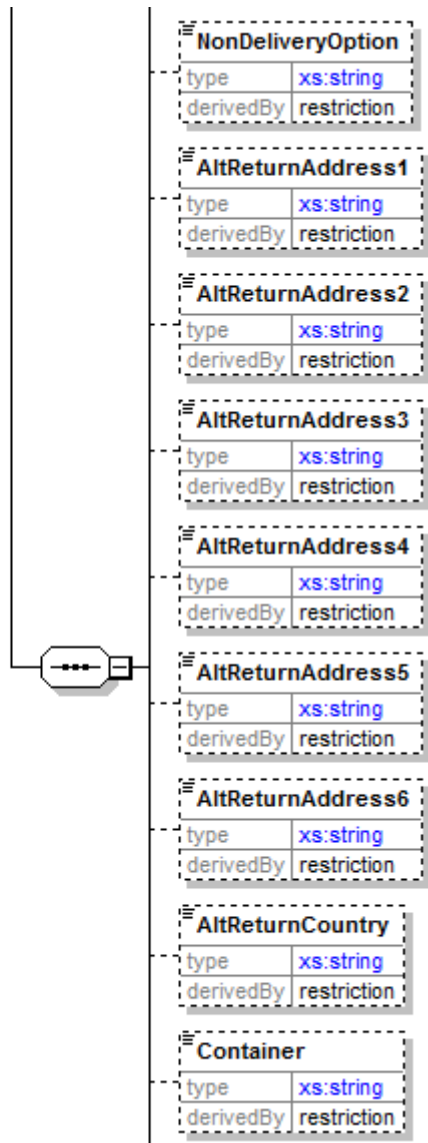 NonDeliveryOption
type xs:string
derivedBy restriction
AltReturnAddress1
type xs:string
derivedBy restriction
AltReturnAddress2
type xs:string
derivedBy restriction
AltReturnAddress3
type xs:string
derivedBy restriction
AltReturnAddress4
type xs:string
derivedBy restriction
AltReturnAddress5
type xs:string
derivedBy restriction
AltReturnAddress6
type xs:string
derivedBy restriction
AltReturnCountry
type xs:string
derivedBy restriction
Container
type xs:string
derivedBy restriction